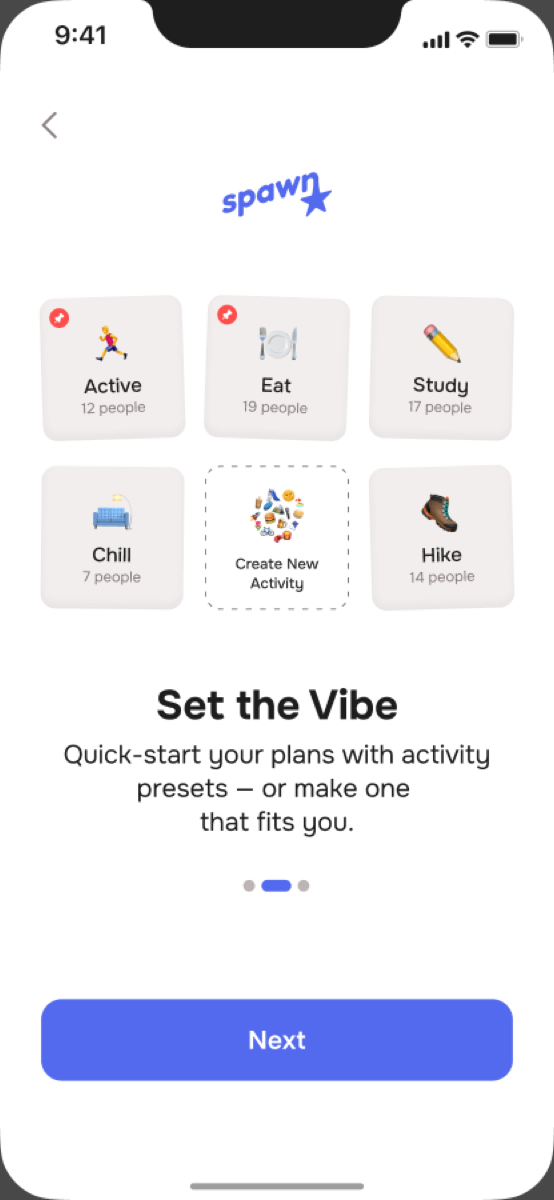 9:41
spawn
Active
12 people
Eat
19 people
Study
17 people
Chill
7 people
Create New
Activity
Hike
14 people
Set the Vibe
Quick-start your plans with activity
presets — or make one
that fits you.
Next